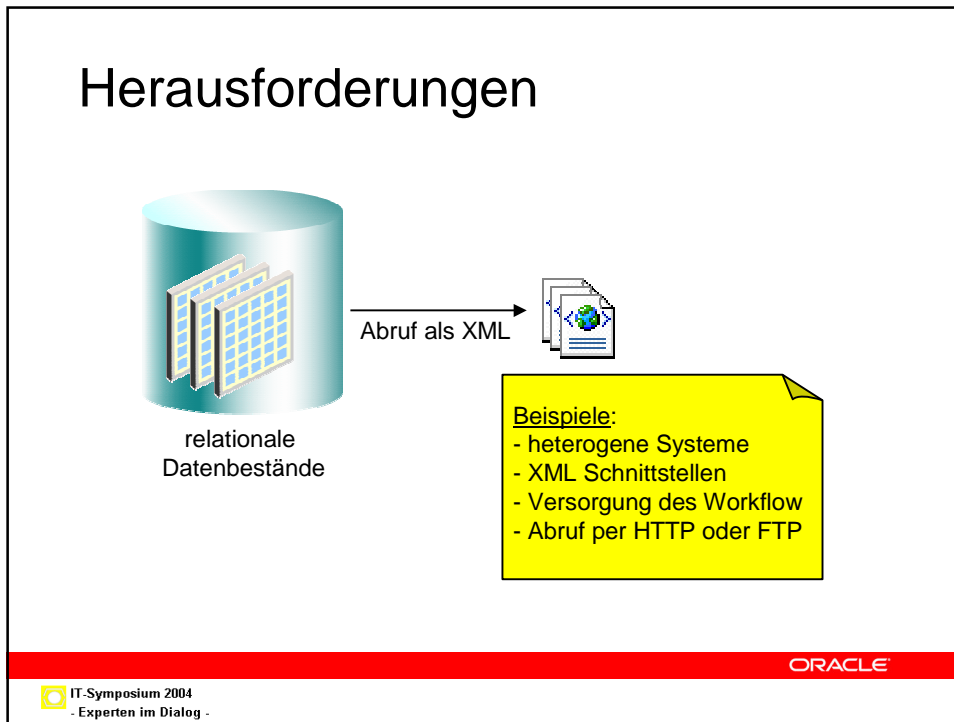 Herausforderungen
Abruf als XML
relationale
Datenbestände
Beispiele:
- heterogene Systeme
- XML Schnittstellen
- Versorgung des Workflow
- Abruf per HTTP oder FTP
ORACLE
IT-Symposium 2004
- Experten im Dialog -